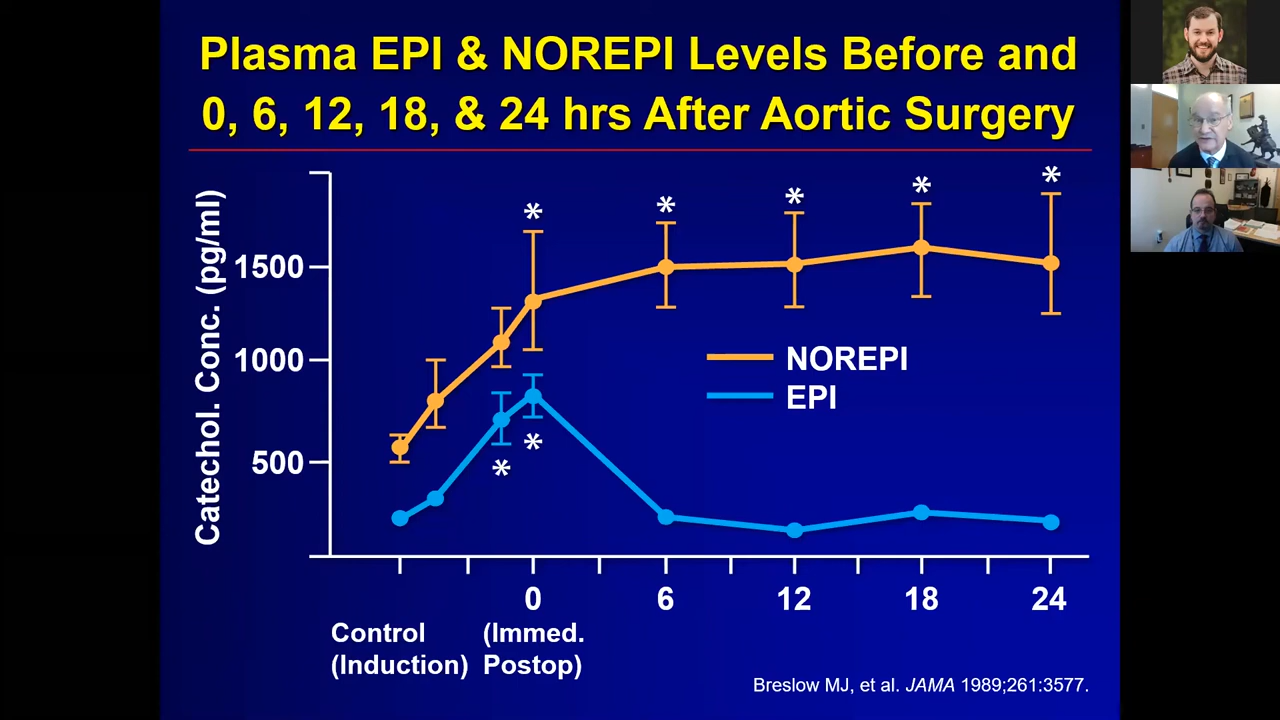 Plasma EPI & NOREPI Levels Before and
0, 6, 12, 18, & 24 hrs After Aortic Surgery
Catechol. Conc. (pg/ml)
1500
1000
500
* * * * *
* *
NOREPI
EPI
0 6 12 18 24
Control (Immed.
(Induction) Postop)
Breslow MJ, et al. JAMA 1989;261:3577.